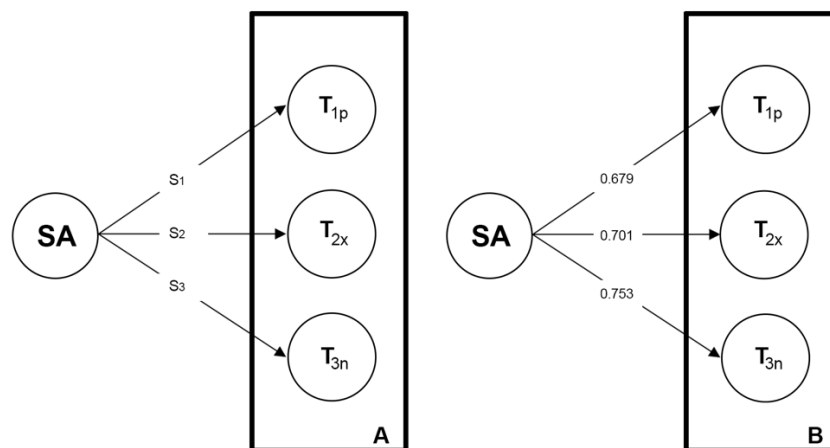 T1p
S1
SA
S2
T2x
S3
T3n
A
T1p
0.679
SA
0.701
T2x
0.753
T3n
B